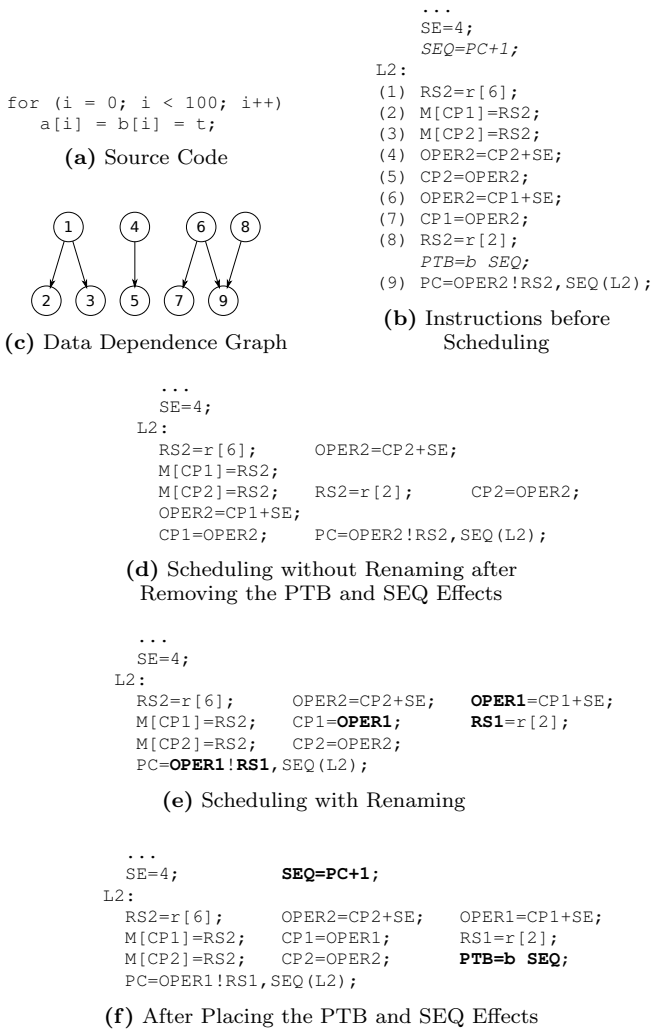 for (i = 0; i < 100; i++)
a[i] = b[i] = t;
(a) Source Code
1 4 6 8
2 3 5 7 9
(c) Data Dependence Graph
...
SE=4;
SEQ=PC+1;
L2:
(1) RS2=r[6];
(2) M[CP1]=RS2;
(3) M[CP2]=RS2;
(4) OPER2=CP2+SE;
(5) CP2=OPER2;
(6) OPER2=CP1+SE;
(7) CP1=OPER2;
(8) RS2=r[2];
PTB=b SEQ;
(9) PC=OPER2!RS2,SEQ(L2);
(b) Instructions before
Scheduling
...
SE=4;
L2:
RS2=r[6]; OPER2=CP2+SE;
M[CP1]=RS2;
M[CP2]=RS2; RS2=r[2]; CP2=OPER2;
OPER2=CP1+SE;
CP1=OPER2; PC=OPER2!RS2,SEQ(L2);
(d) Scheduling without Renaming after
Removing the PTB and SEQ Effects
...
SE=4;
L2:
RS2=r[6]; OPER2=CP2+SE; OPER1=CP1+SE;
M[CP1]=RS2; CP1=OPER1; RS1=r[2];
M[CP2]=RS2; CP2=OPER2;
PC=OPER1!RS1,SEQ(L2);
(e) Scheduling with Renaming
...
SE=4; SEQ=PC+1;
L2:
RS2=r[6]; OPER2=CP2+SE; OPER1=CP1+SE;
M[CP1]=RS2; CP1=OPER1; RS1=r[2];
M[CP2]=RS2; CP2=OPER2; PTB=b SEQ;
PC=OPER1!RS1,SEQ(L2);
(f) After Placing the PTB and SEQ Effects